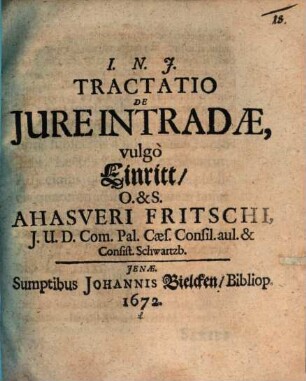 18.
I. N. J.
TRACTATIO
DE
JURE INTRADÆ,
vulgò
Einritt/
O. & S.
AHASVERI FRITSCHI,
J. U. D. Com. Pal. Cæs. Consil. aul. &
Consist. Schwartzb.
JENÆ.
Sumptibus JOHANNIS Bielcken/Bibliop.
1672.